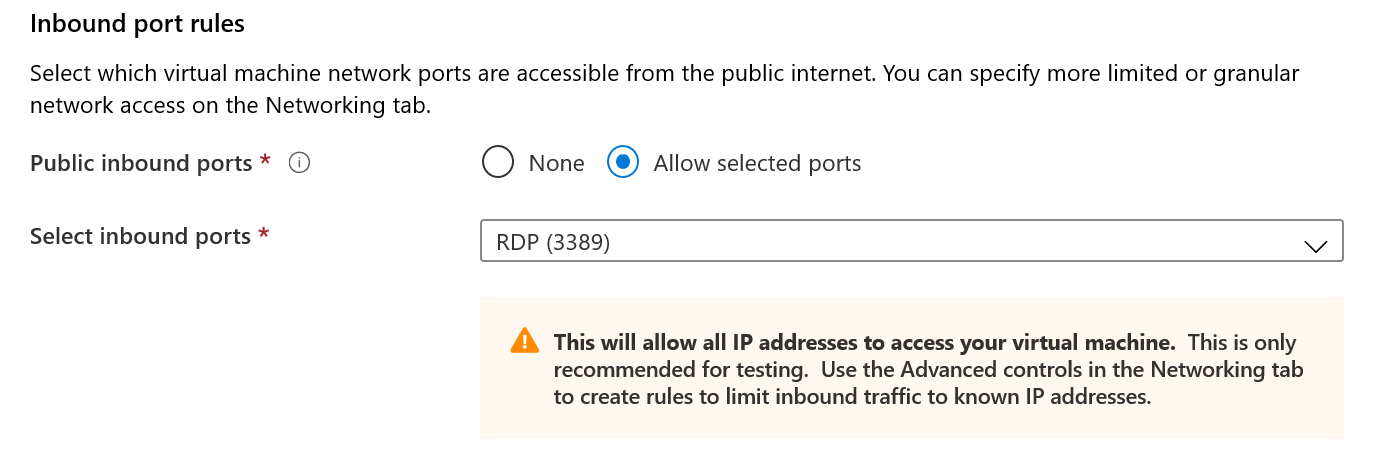 Inbound port rules
Select which virtual machine network ports are accessible from the public internet. You can specify more limited or granular
network access on the Networking tab.
Public inbound ports * ⓘ None Allow selected ports
Select inbound ports * RDP (3389)
This will allow all IP addresses to access your virtual machine. This is only
recommended for testing. Use the Advanced controls in the Networking tab
to create rules to limit inbound traffic to known IP addresses.